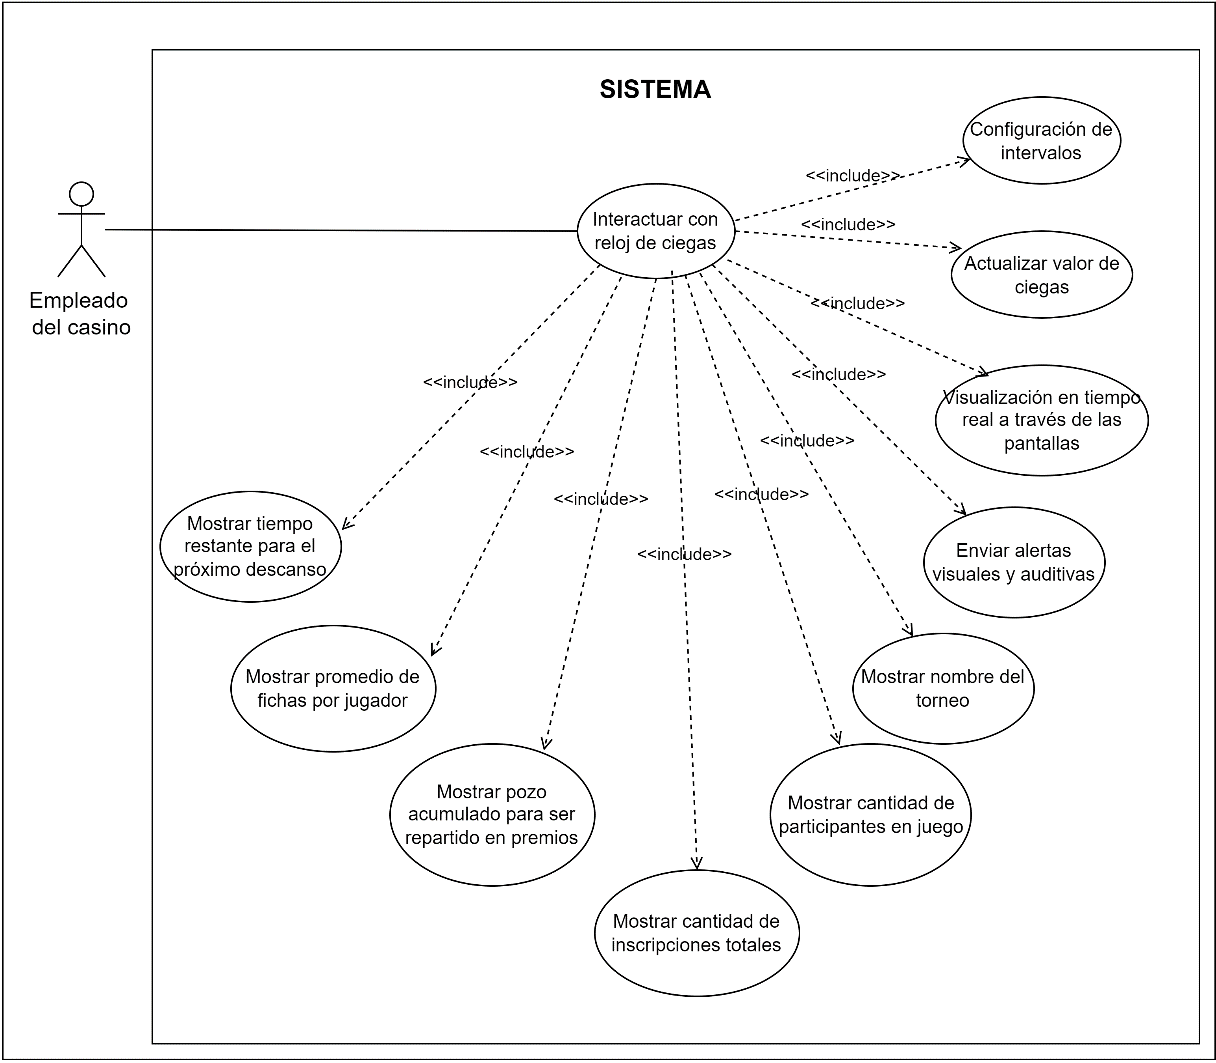 SISTEMA
Configuración de
intervalos
<<include>>
Interactuar con
reloj de ciegas
<<include>>
Actualizar valor de
ciegas
Empleado
del casino
<<include>>
<<include>>
<<include>>
Visualización en tiempo
real a través de las
pantallas
<<include>>
<<include>>
<<include>>
<<include>>
<<include>>
Mostrar tiempo
restante para el
próximo descanso
Enviar alertas
visuales y auditivas
Mostrar promedio de
fichas por jugador
Mostrar nombre del
torneo
Mostrar pozo
acumulado para ser
repartido en premios
Mostrar cantidad de
participantes en juego
Mostrar cantidad de
inscripciones totales